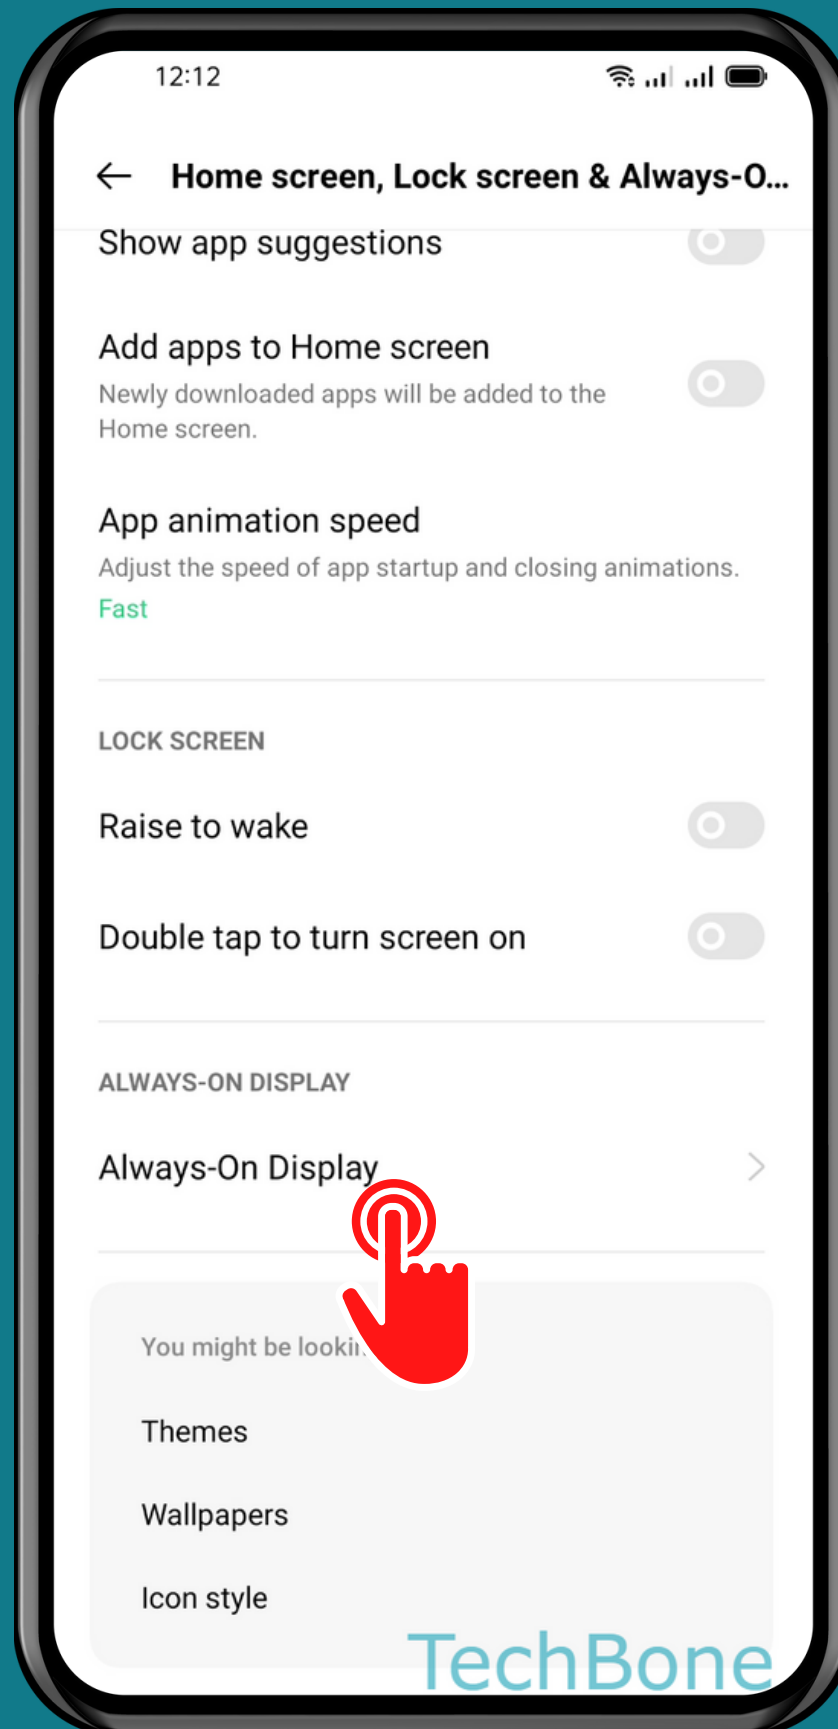 12:12
Home screen, Lock screen & Always-O...
Show app suggestions
Add apps to Home screen
Newly downloaded apps will be added to the
Home screen.
App animation speed
Adjust the speed of app startup and closing animations.
Fast
LOCK SCREEN
Raise to wake
Double tap to turn screen on
ALWAYS-ON DISPLAY
Always-On Display
You might be
Themes
Wallpapers
Icon style
TechBone